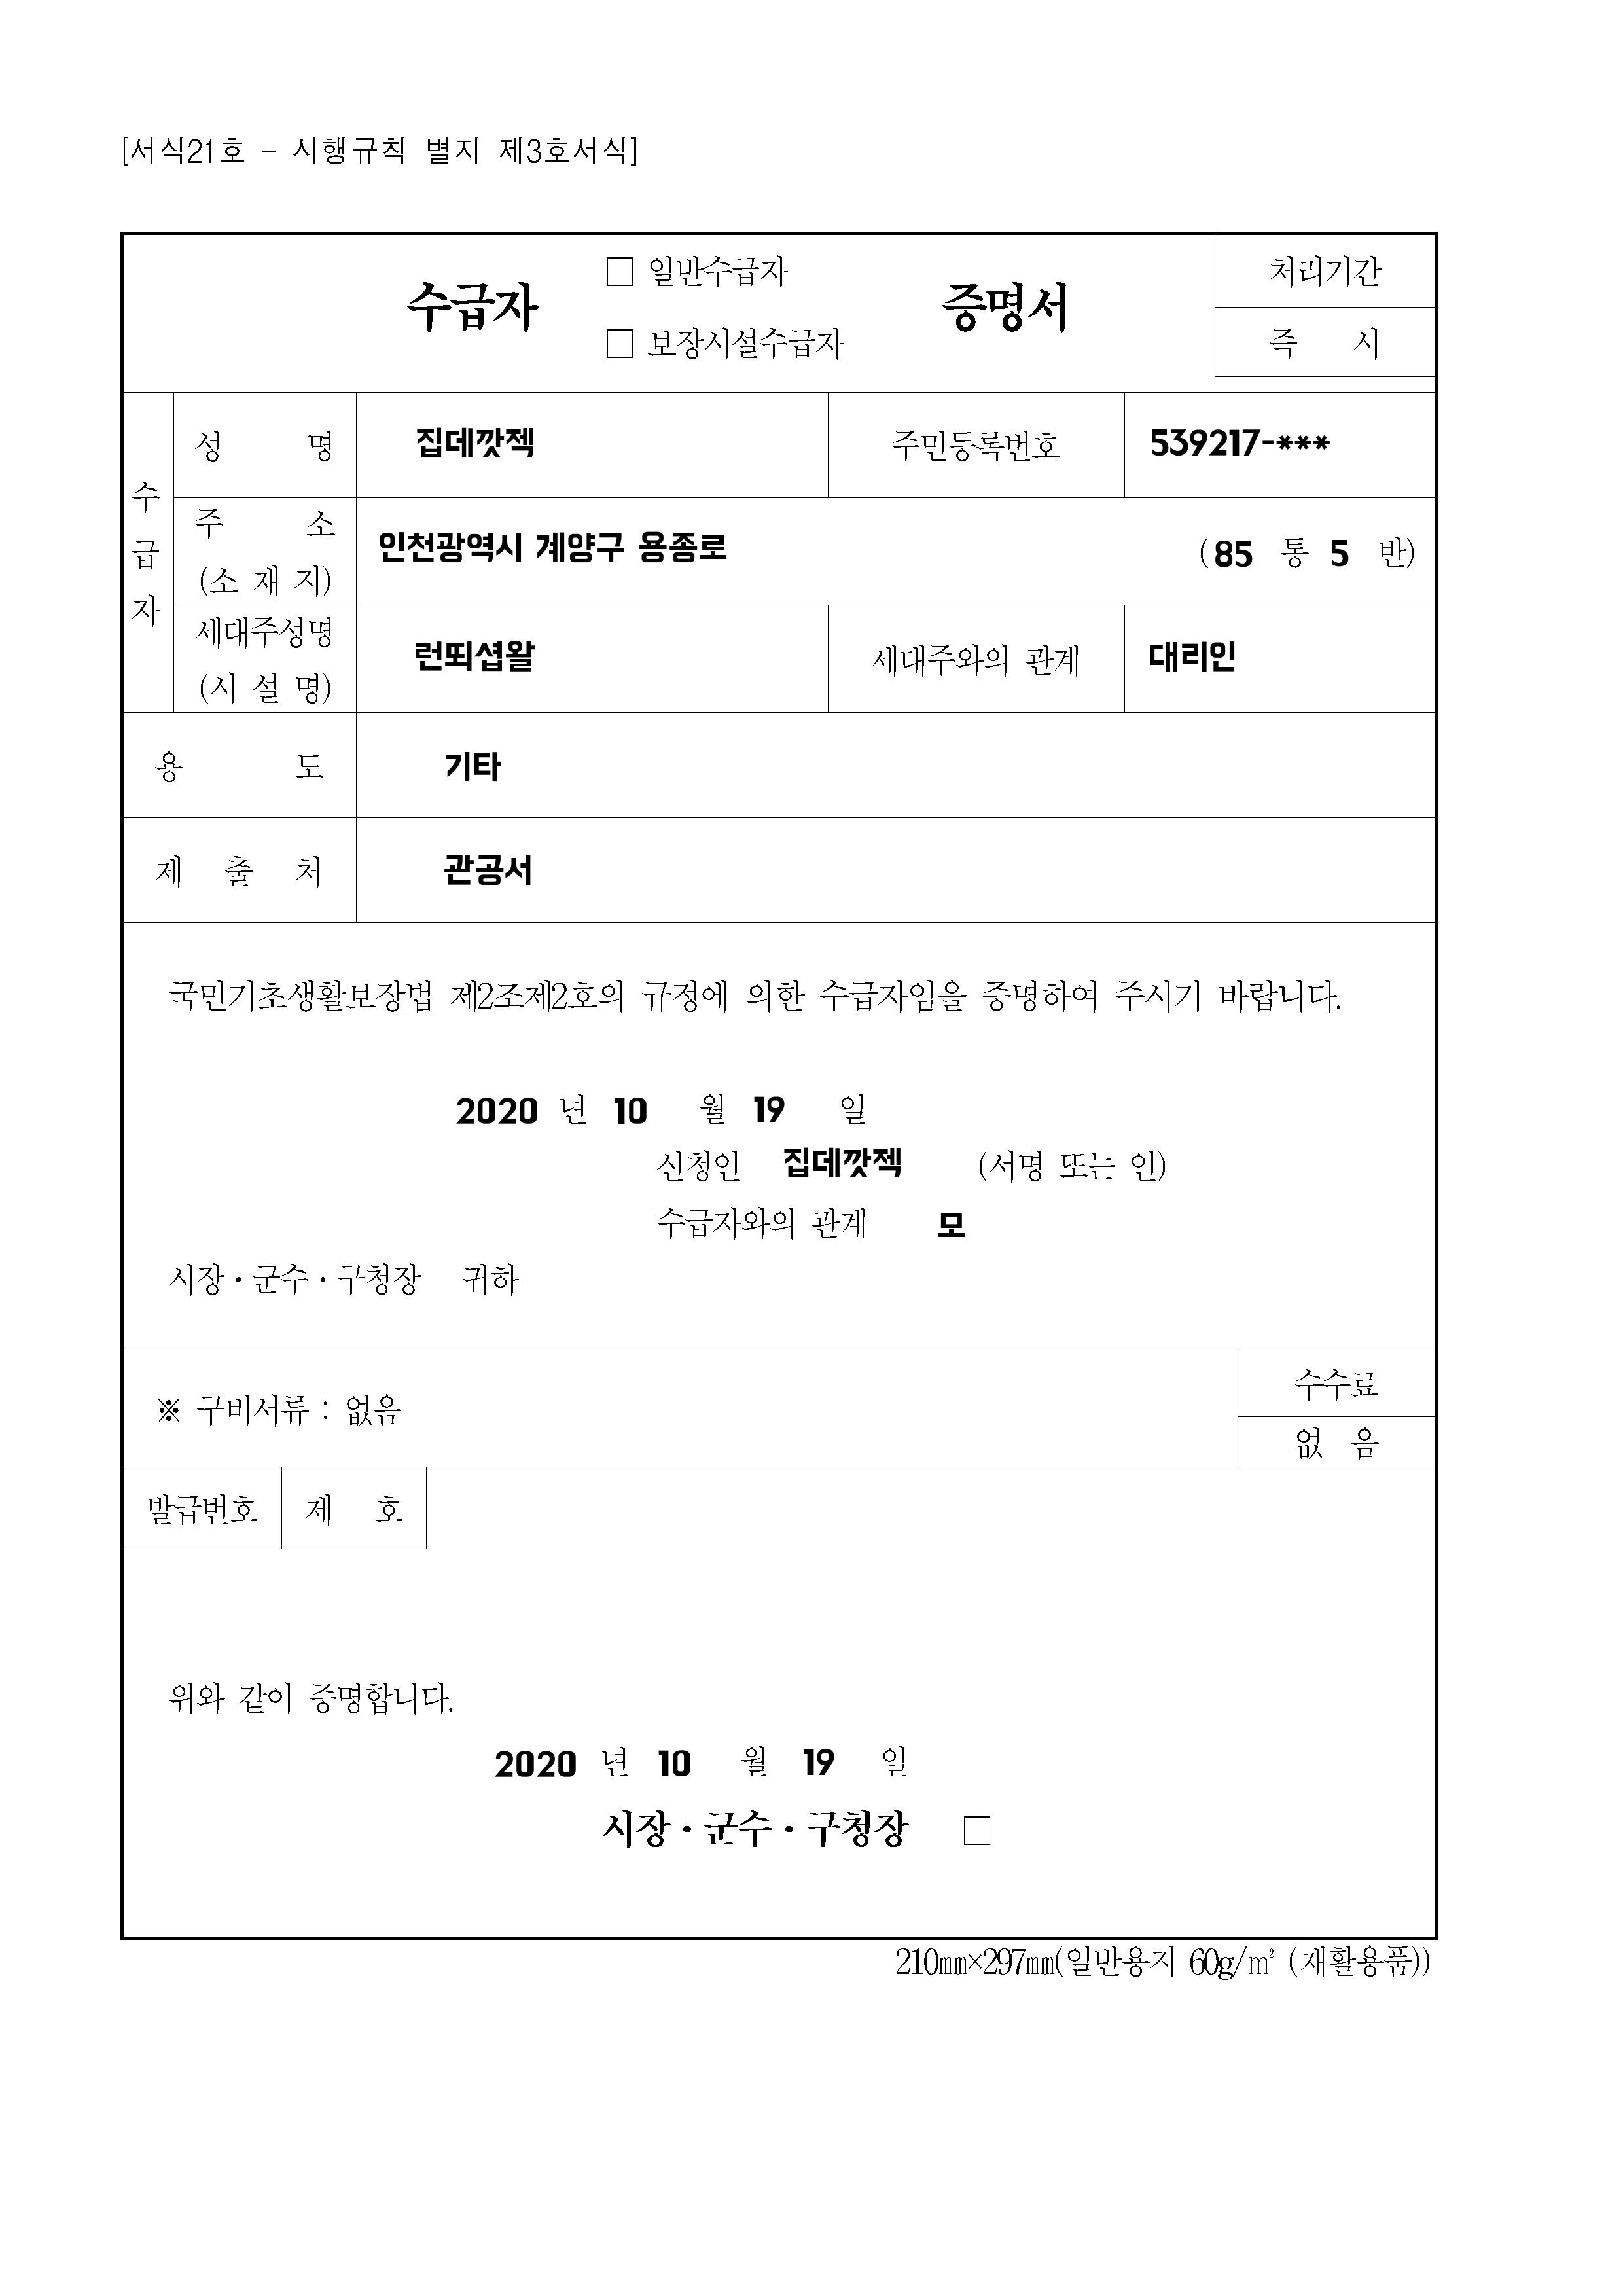 [서식21호 - 시행규칙 별지 제3호서식]
수급자 □ 일반수급자 □ 보장시설수급자 증명서
처리기간
즉 시
수급자
성 명 집데깟젝 주민등록번호 539217-***
주 소 (소 재 지) 인천광역시 계양구 용종로 (85 통 5 반)
세대주성명 (시 설 명) 런뙤셥왈 세대주와의 관계 대리인
용 도 기타
제 출 처 관공서
국민기초생활보장법 제2조제2호의 규정에 의한 수급자임을 증명하여 주시기 바랍니다.
2020 년 10 월 19 일
신청인 집데깟젝 (서명 또는 인)
수급자와의 관계 모
시장·군수·구청장 귀하
※ 구비서류 : 없음
수수료
없 음
발급번호 제 호
위와 같이 증명합니다.
2020 년 10 월 19 일
시장·군수·구청장 □
210㎜×297㎜(일반용지 60g/㎡ (재활용품))